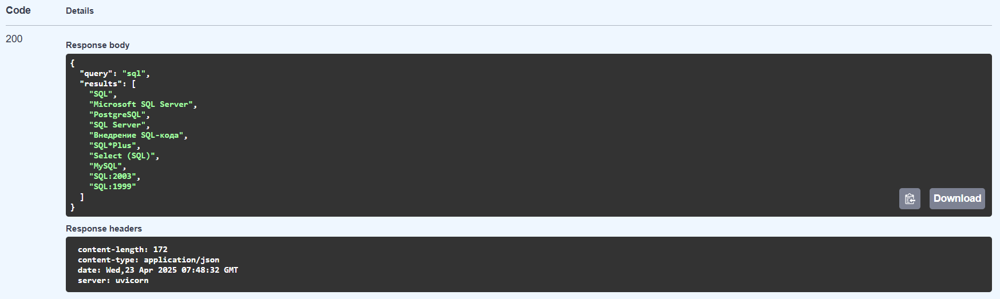 Code Details
200
Response body
{
  "query": "sql",
  "results": [
    "SQL",
    "Microsoft SQL Server",
    "PostgreSQL",
    "SQL Server",
    "Внедрение SQL-кода",
    "SQL*Plus",
    "Select (SQL)",
    "MySQL",
    "SQL:2003",
    "SQL:1999"
  ]
}
Download
Response headers
content-length: 172
content-type: application/json
date: Wed,23 Apr 2025 07:48:32 GMT
server: uvicorn